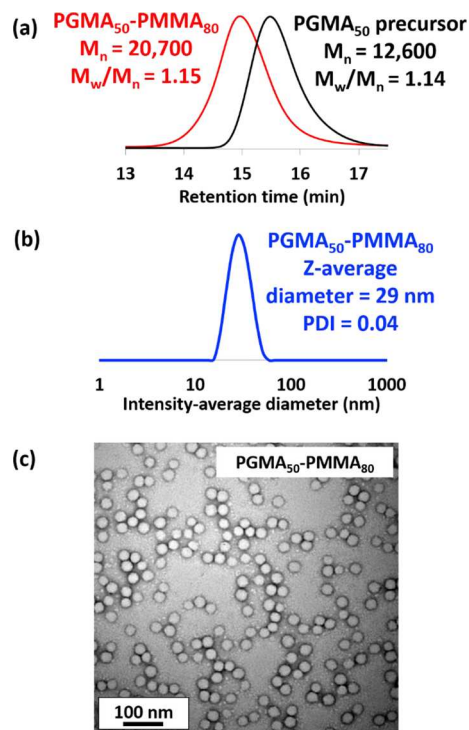 (a)
PGMA50-PMMA80
Mn = 20,700
Mw/Mn = 1.15
PGMA50 precursor
Mn = 12,600
Mw/Mn = 1.14
13 14 15 16 17
Retention time (min)
(b)
PGMA50-PMMA80
Z-average
diameter = 29 nm
PDI = 0.04
1 10 100 1000
Intensity-average diameter (nm)
(c)
PGMA50-PMMA80
100 nm